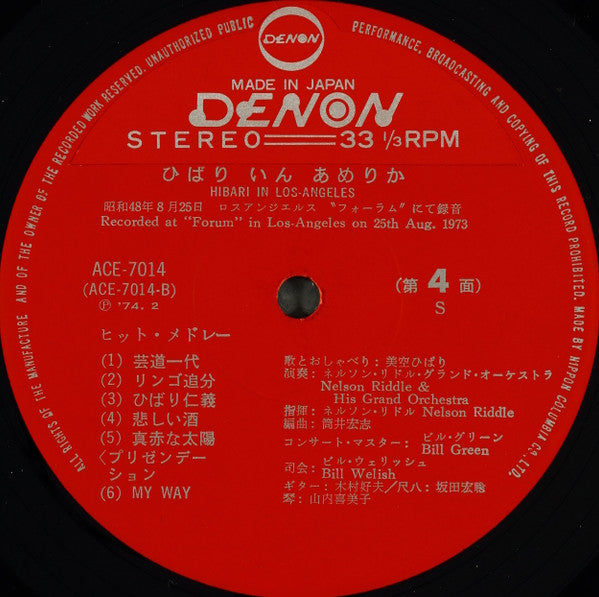 DENON
ALL RIGHTS OF THE MANUFACTURE AND OF THE OWNER OF THE RECORDED WORK RESERVED. UNAUTHORIZED PUBLIC PERFORMANCE, BROADCASTING AND COPYING OF THIS RECORD PROHIBITED. MADE BY NIPPON COLUMBIA CO., LTD.
MADE IN JAPAN
DENON
STEREO 33 1/3 RPM
ひばり いん あめりか
HIBARI IN LOS-ANGELES
昭和48年8月25日 ロスアンジエルス "フォーラム"にて録音
Recorded at "Forum" in Los-Angeles on 25th Aug. 1973
ACE-7014
(ACE-7014-B)
Ⓟ '74. 2
(第 4 面)
S
ヒット・メドレー
(1) 芸道一代
(2) リンゴ追分
(3) ひばり仁義
(4) 悲しい酒
(5) 真赤な太陽
〈プリゼンデー
ション〉
(6) MY WAY
歌とおしゃべり:美空ひばり
演奏:ネルソン・リドル・グランド・オーケストラ
Nelson Riddle &
His Grand Orchestra
指揮:ネルソン・リドル Nelson Riddle
編曲:筒井宏志
コンサート・マスター:ビル・グリーン
Bill Green
司会:ビル・ウェリッシュ
Bill Welish
ギター:木村好夫/尺八:坂田宏聰
琴:山内喜美子